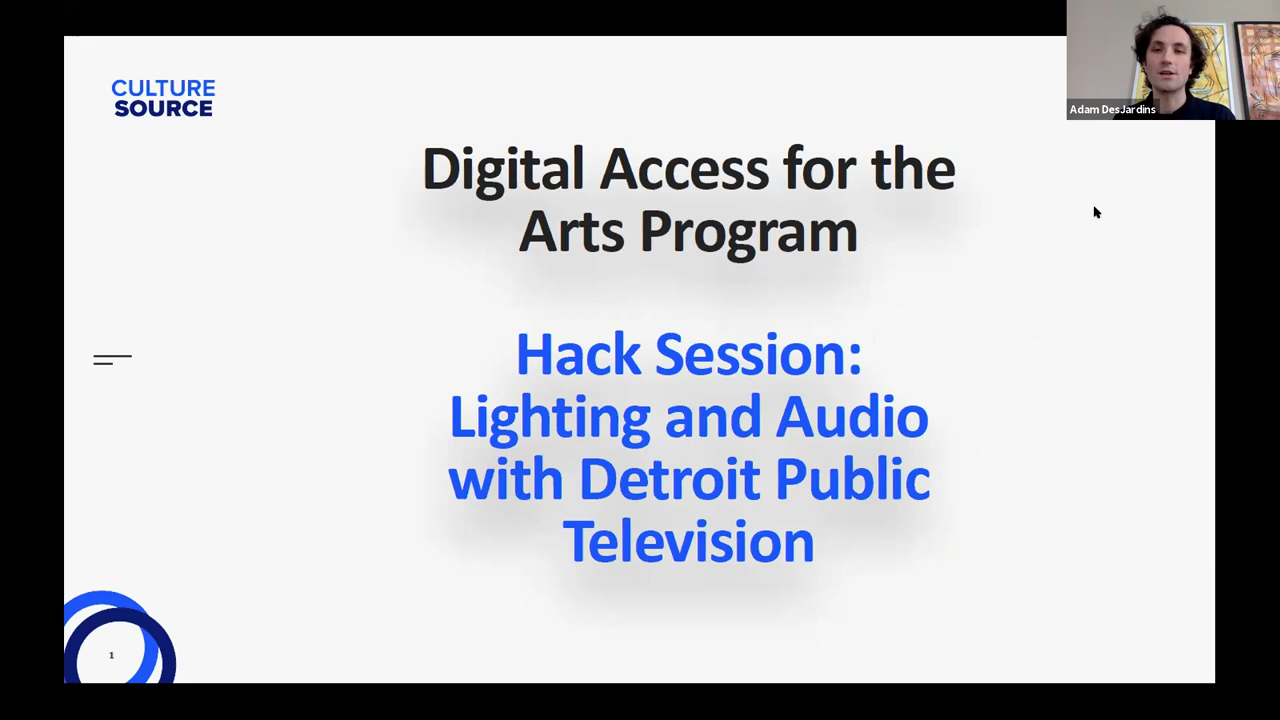 CULTURE
SOURCE
Adam DesJardins
Digital Access for the
Arts Program
Hack Session:
Lighting and Audio
with Detroit Public
Television
1